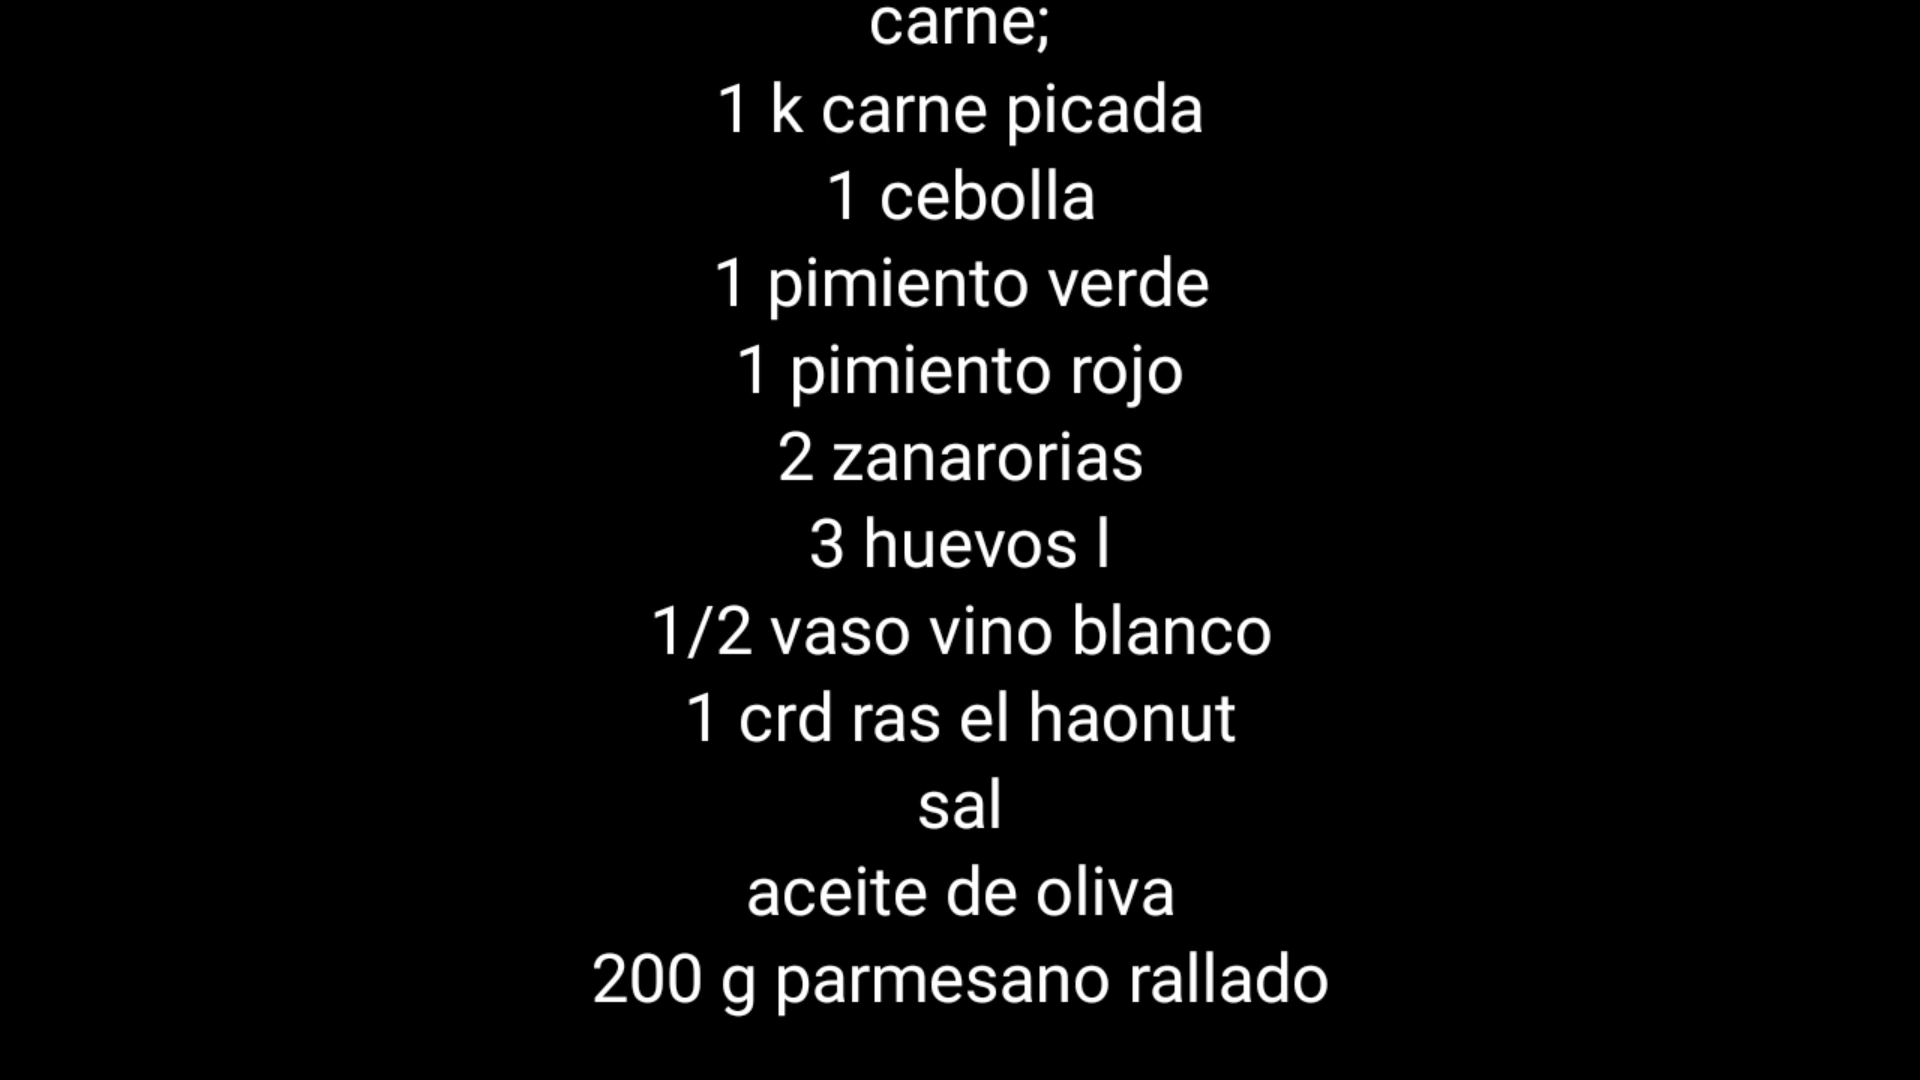 carne;
1 k carne picada
1 cebolla
1 pimiento verde
1 pimiento rojo
2 zanarorias
3 huevos l
1/2 vaso vino blanco
1 crd ras el haonut
sal
aceite de oliva
200 g parmesano rallado